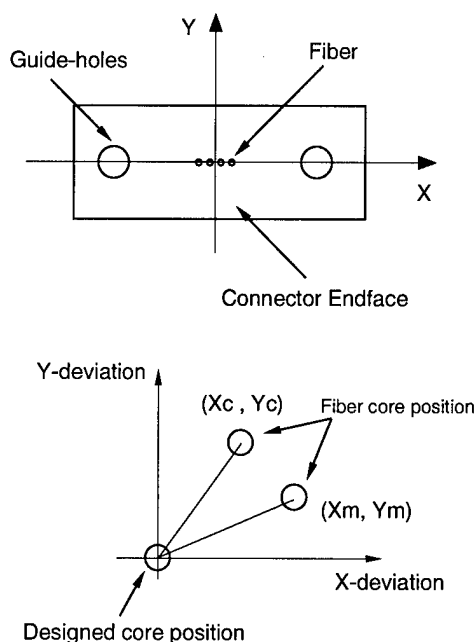 Y
Guide-holes
Fiber
X
Connector Endface
Y-deviation
(Xc , Yc)
Fiber core position
(Xm, Ym)
X-deviation
Designed core position